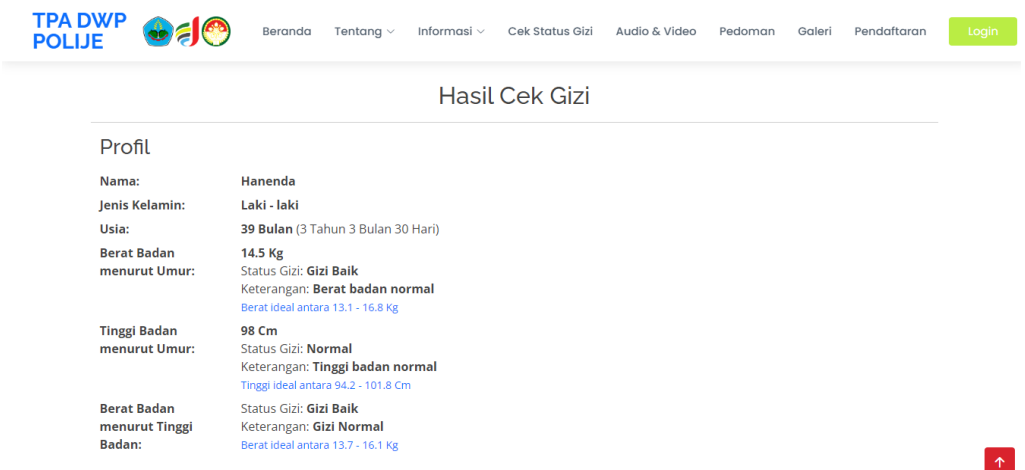 TPA DWP
POLIJE
Beranda Tentang Informasi Cek Status Gizi Audio & Video Pedoman Galeri Pendaftaran Login
Hasil Cek Gizi
Profil
Nama: Hanenda
Jenis Kelamin: Laki - laki
Usia: 39 Bulan (3 Tahun 3 Bulan 30 Hari)
Berat Badan 14.5 Kg
menurut Umur: Status Gizi: Gizi Baik
Keterangan: Berat badan normal
Berat ideal antara 13.1 - 16.8 Kg
Tinggi Badan 98 Cm
menurut Umur: Status Gizi: Normal
Keterangan: Tinggi badan normal
Tinggi ideal antara 94.2 - 101.8 Cm
Berat Badan Status Gizi: Gizi Baik
menurut Tinggi Keterangan: Gizi Normal
Badan: Berat ideal antara 13.7 - 16.1 Kg